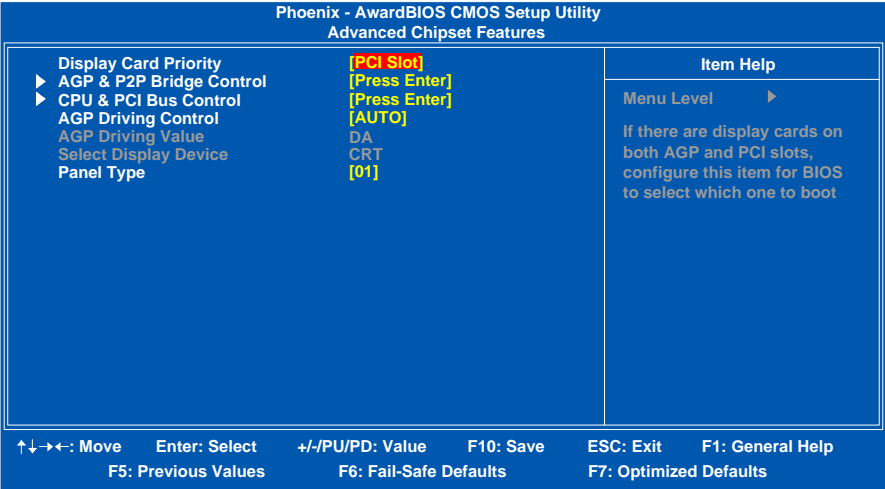 Phoenix - AwardBIOS CMOS Setup Utility
Advanced Chipset Features
Display Card Priority [PCI Slot]
AGP & P2P Bridge Control [Press Enter]
CPU & PCI Bus Control [Press Enter]
AGP Driving Control [AUTO]
AGP Driving Value DA
Select Display Device CRT
Panel Type [01]
Item Help
Menu Level
If there are display cards on
both AGP and PCI slots,
configure this item for BIOS
to select which one to boot
↑↓→←: Move Enter: Select +/-/PU/PD: Value F10: Save ESC: Exit F1: General Help
F5: Previous Values F6: Fail-Safe Defaults F7: Optimized Defaults